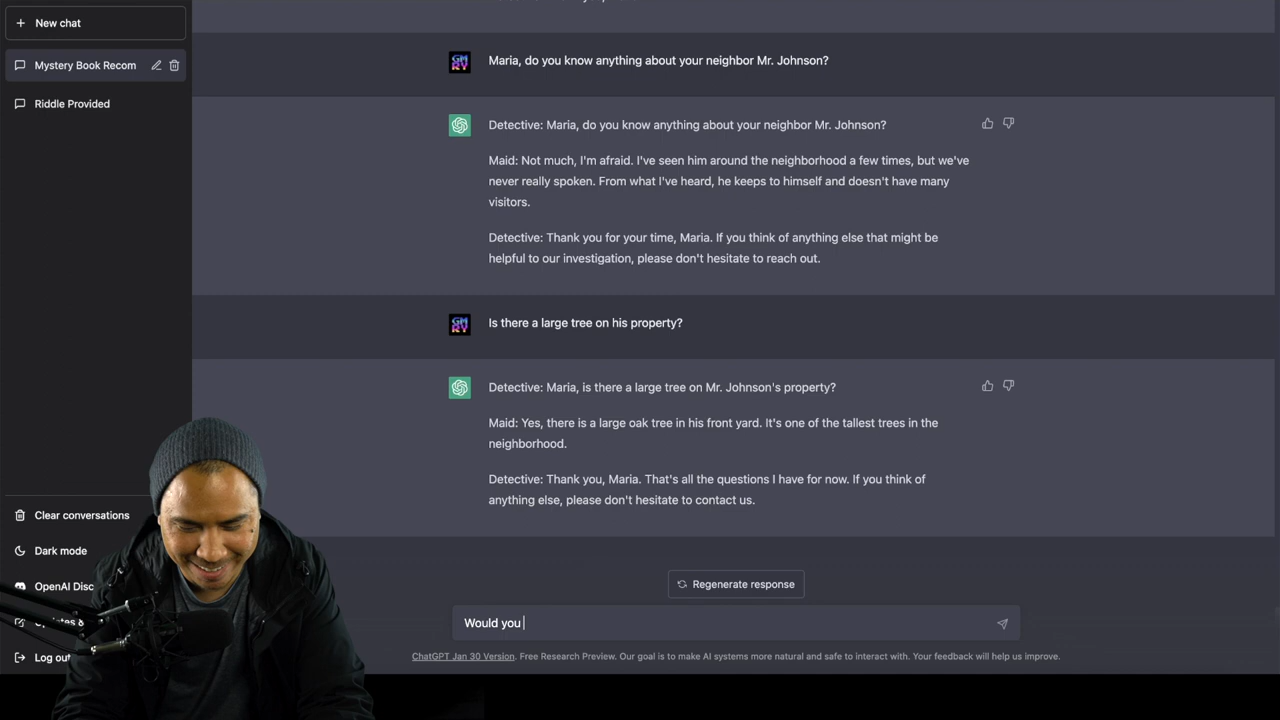 New chat
Mystery Book Recom
Riddle Provided
Maria, do you know anything about your neighbor Mr. Johnson?
Detective: Maria, do you know anything about your neighbor Mr. Johnson?
Maid: Not much, I'm afraid. I've seen him around the neighborhood a few times, but we've
never really spoken. From what I've heard, he keeps to himself and doesn't have many
visitors.
Detective: Thank you for your time, Maria. If you think of anything else that might be
helpful to our investigation, please don't hesitate to reach out.
Is there a large tree on his property?
Detective: Maria, is there a large tree on Mr. Johnson's property?
Maid: Yes, there is a large oak tree in his front yard. It's one of the tallest trees in the
neighborhood.
Detective: Thank you, Maria. That's all the questions I have for now. If you think of
anything else, please don't hesitate to contact us.
Clear conversations
Dark mode
OpenAI Disc
Log out
Regenerate response
Would you
ChatGPT Jan 30 Version. Free Research Preview. Our goal is to make AI systems more natural and safe to interact with. Your feedback will help us improve.